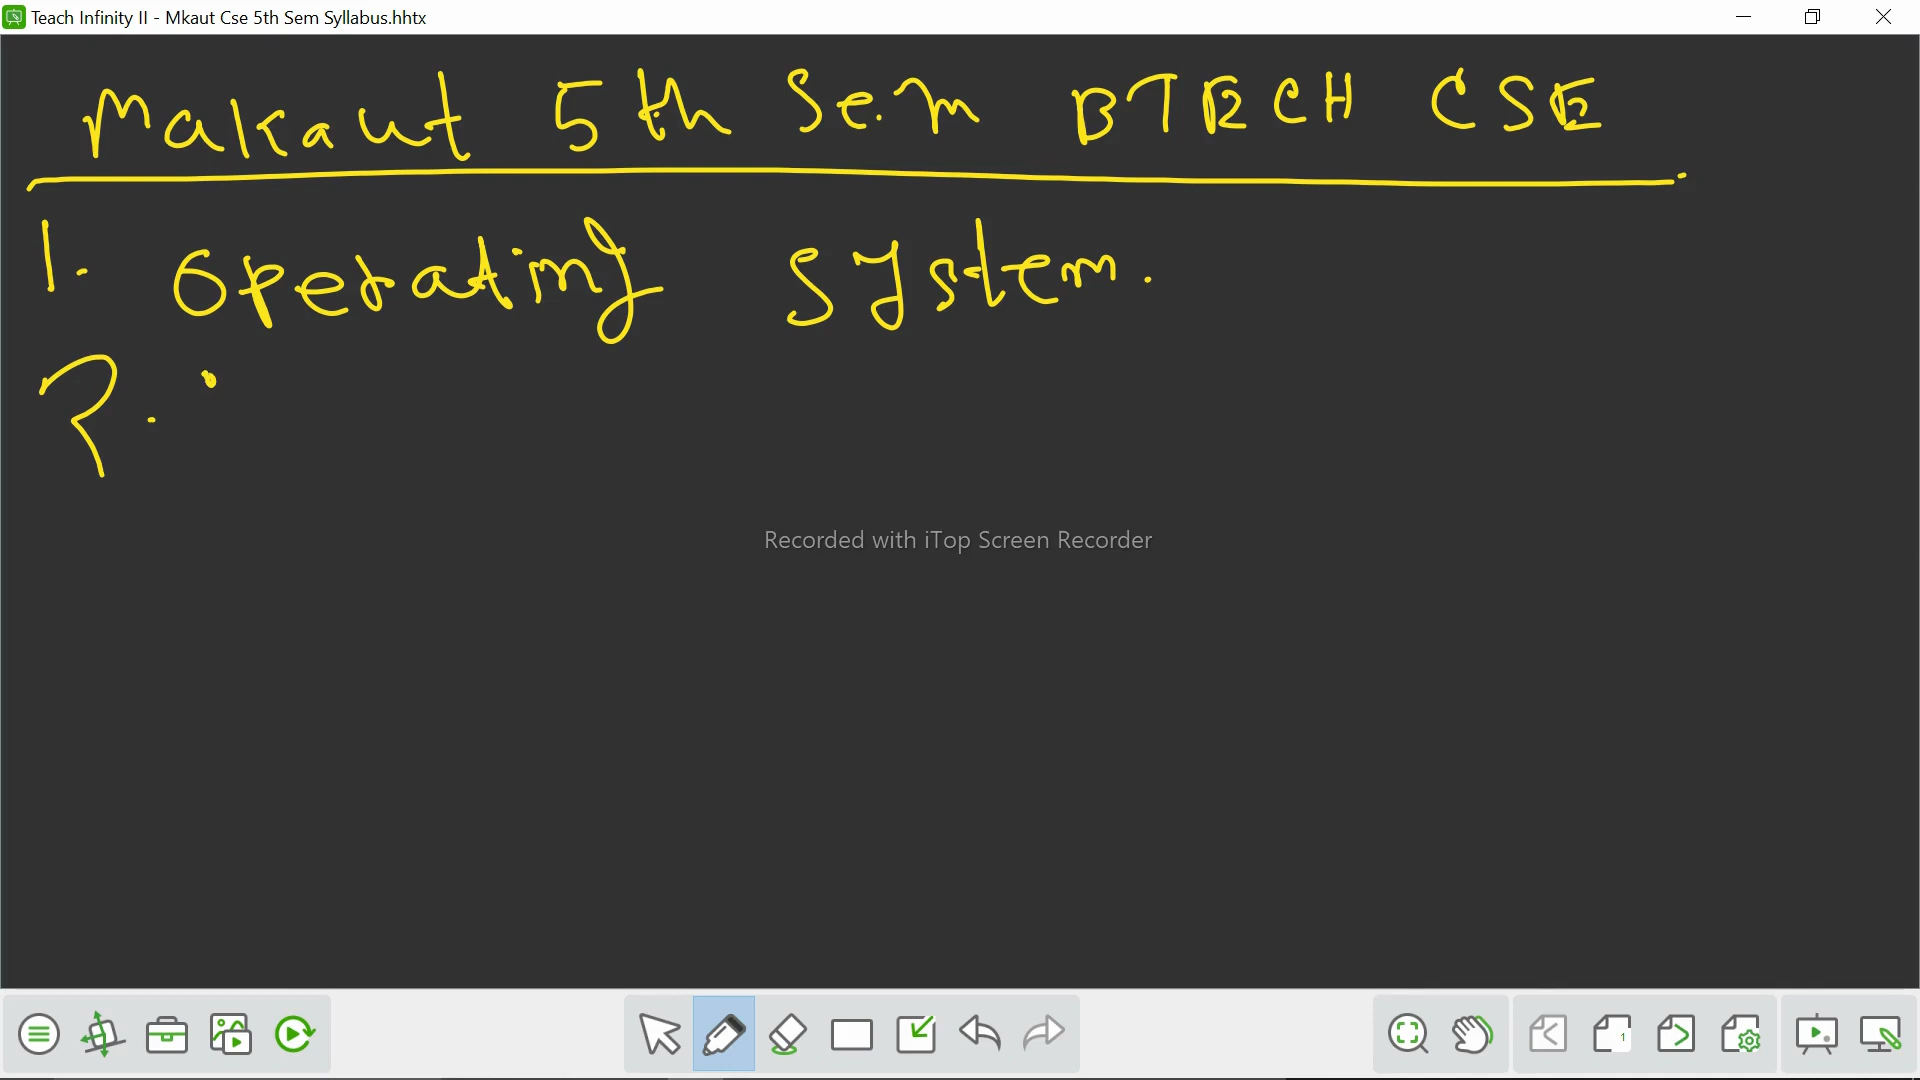 Teach Infinity II - Mkaut Cse 5th Sem Syllabus.hhtx
Makaut 5th Sem BTECH CSE
1. Operating System.
2.
Recorded with iTop Screen Recorder
1